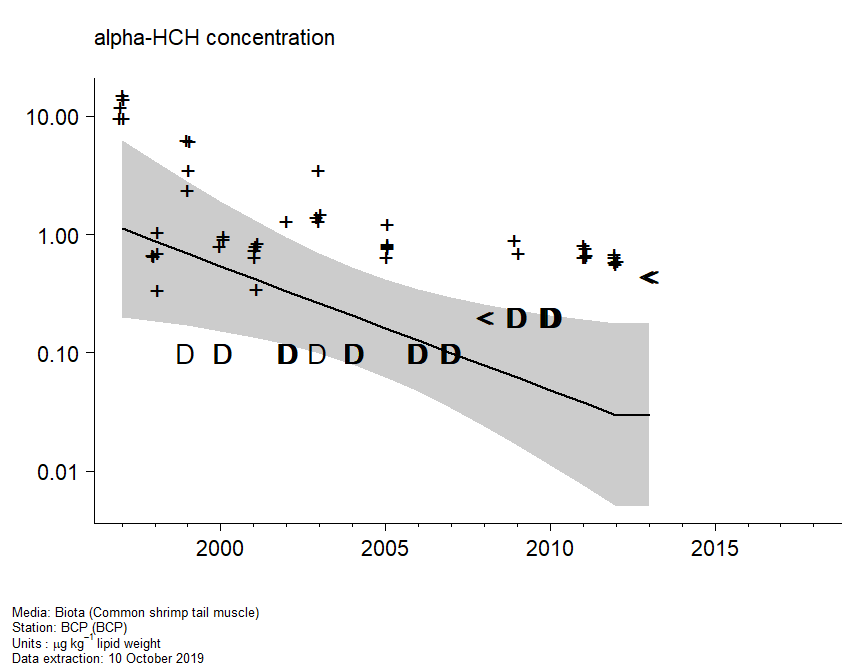 alpha-HCH concentration
10.00
1.00
0.10
0.01
< D D
<
D D D D D D D
2000 2005 2010 2015
Media: Biota (Common shrimp tail muscle)
Station: BCP (BCP)
Units : µg kg⁻¹ lipid weight
Data extraction: 10 October 2019